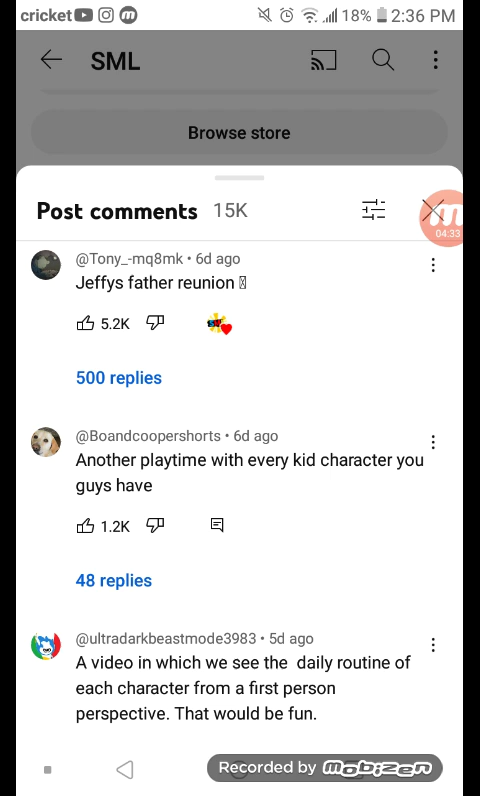 cricket 18% 2:36 PM
SML
Browse store
Post comments 15K
04:33
@Tony_-mq8mk • 6d ago
Jeffys father reunion
5.2K
500 replies
@Boandcoopershorts • 6d ago
Another playtime with every kid character you
guys have
1.2K
48 replies
@ultradarkbeastmode3983 • 5d ago
A video in which we see the daily routine of
each character from a first person
perspective. That would be fun.
Recorded by mobizen